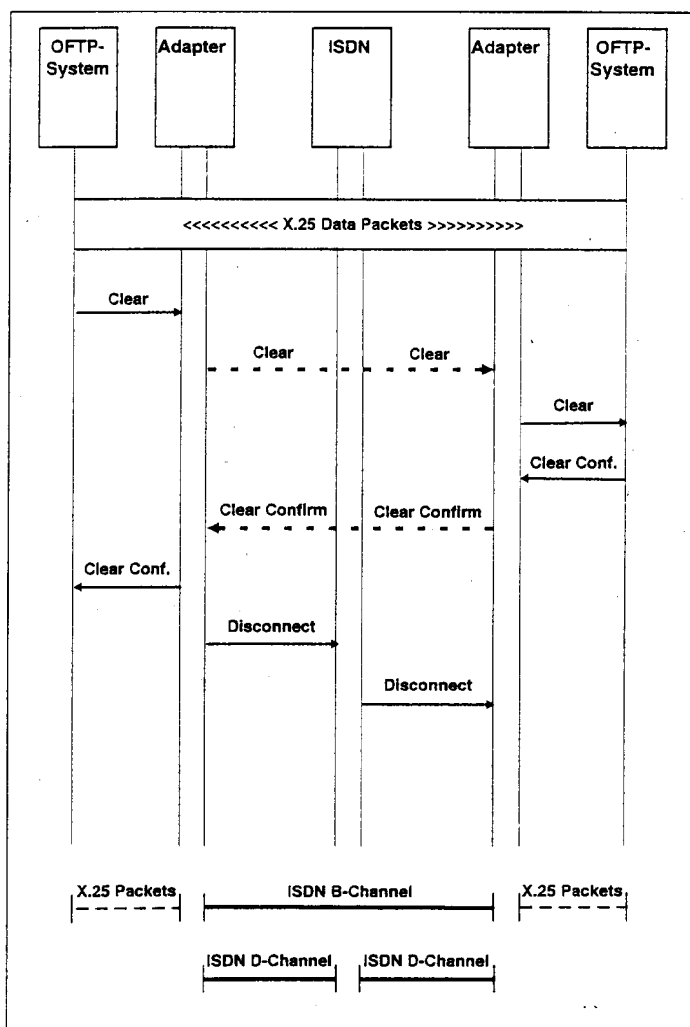 OFTP-
System
Adapter
ISDN
Adapter
OFTP-
System
<<<<<<<<<< X.25 Data Packets >>>>>>>>>>
Clear
Clear
Clear
Clear
Clear Conf.
Clear Confirm
Clear Confirm
Clear Conf.
Disconnect
Disconnect
X.25 Packets
ISDN B-Channel
X.25 Packets
ISDN D-Channel
ISDN D-Channel